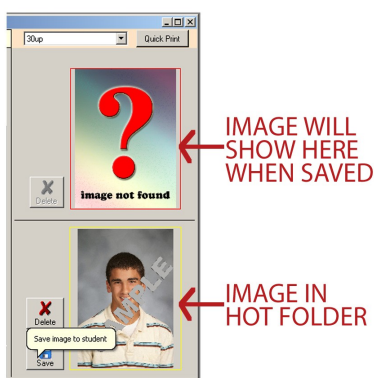 30up
Quick Print
Delete
image not found
IMAGE WILL
SHOW HERE
WHEN SAVED
Delete
SAMPLE
Save image to student
Save
IMAGE IN
HOT FOLDER